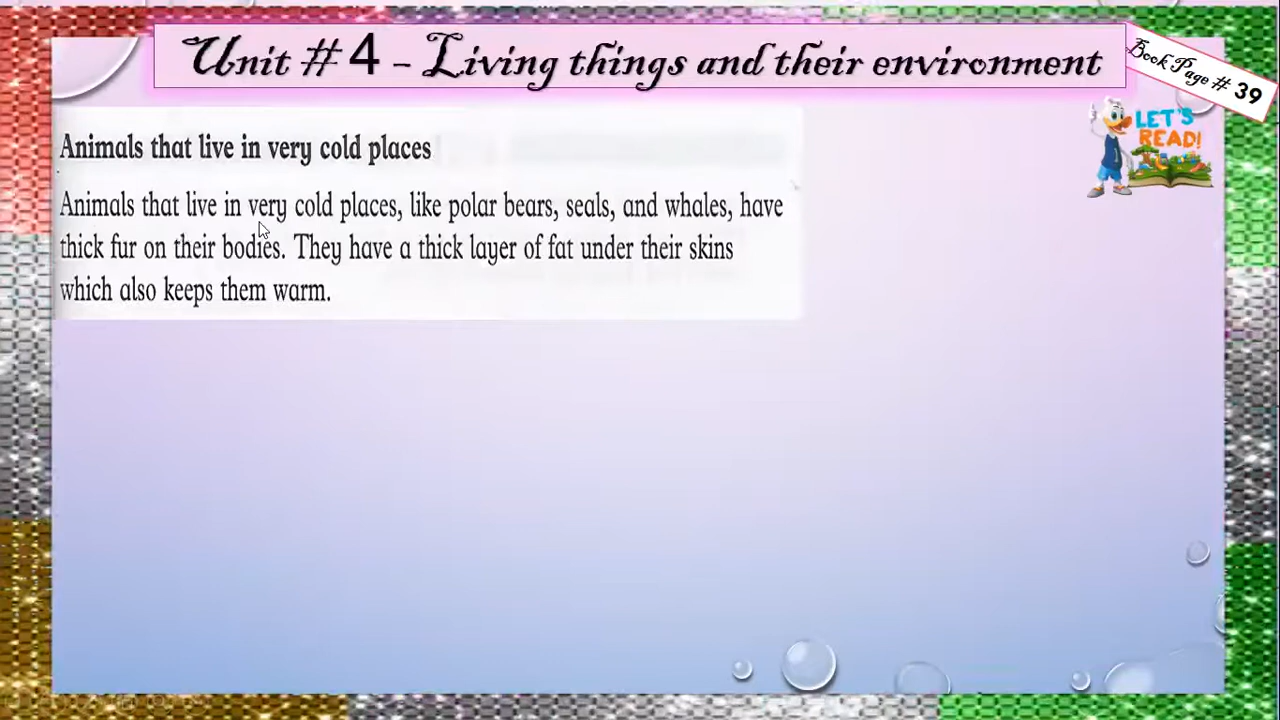 Unit # 4 - Living things and their environment
Book Page # 39
LET'S
READ!
Animals that live in very cold places
Animals that live in very cold places, like polar bears, seals, and whales, have
thick fur on their bodies. They have a thick layer of fat under their skins
which also keeps them warm.